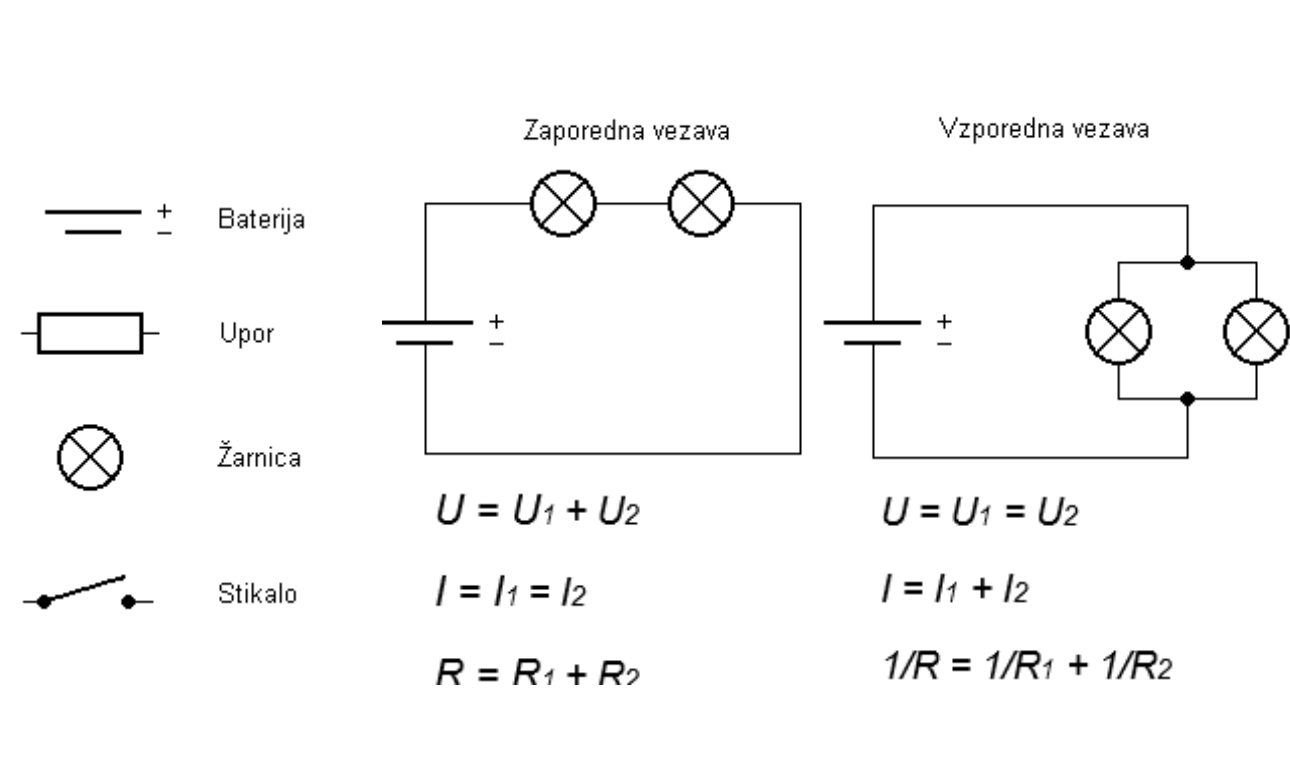 Zaporedna vezava
Vzporedna vezava
+
− Baterija
Upor
Žarnica
Stikalo
+
−
+
−
U = U1 + U2
I = I1 = I2
R = R1 + R2
U = U1 = U2
I = I1 + I2
1/R = 1/R1 + 1/R2